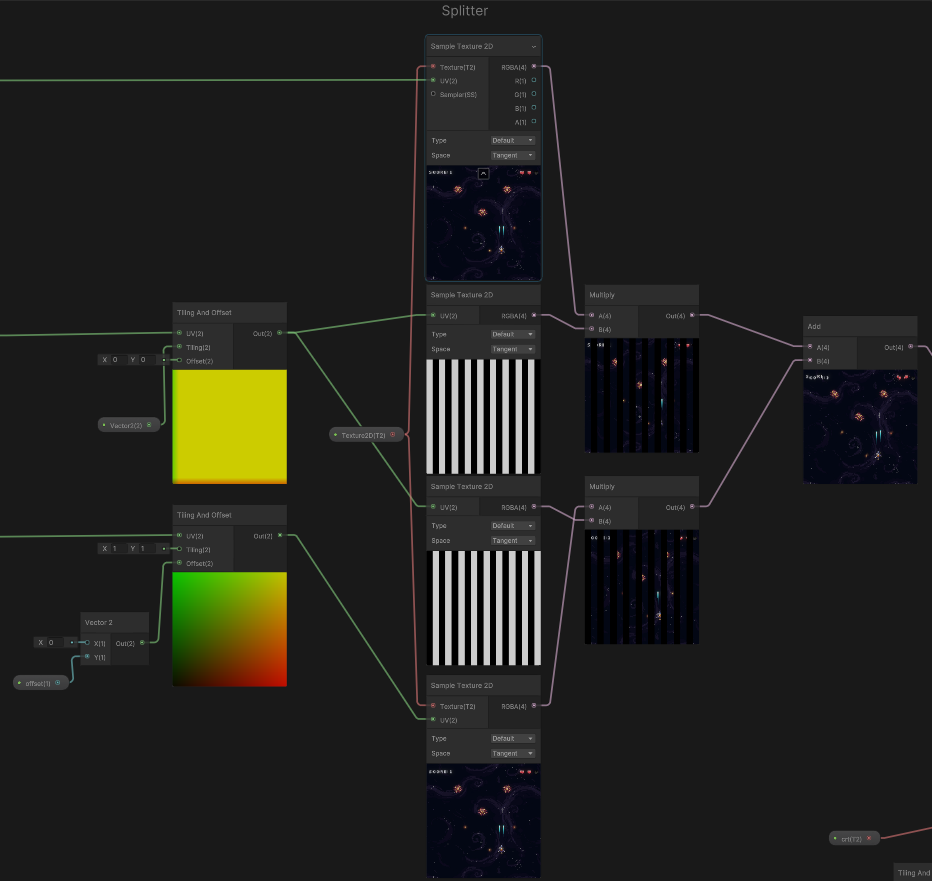 Splitter
Sample Texture 2D
Texture(T2)
RGBA(4)
UV(2)
R(1)
Sampler(SS)
G(1)
B(1)
A(1)
Type
Default
Space
Tangent
Sample Texture 2D
UV(2)
RGBA(4)
Type
Default
Space
Tangent
Multiply
A(4)
Out(4)
B(4)
Add
A(4)
Out(4)
B(4)
Tiling And Offset
UV(2)
Out(2)
Tiling(2)
X 0 Y 0
Offset(2)
Vector2(2)
Texture2D(T2)
Sample Texture 2D
UV(2)
RGBA(4)
Type
Default
Space
Tangent
Multiply
A(4)
Out(4)
B(4)
Tiling And Offset
UV(2)
Out(2)
X 1 Y 1
Tiling(2)
Offset(2)
Vector 2
X 0
X(1)
Out(2)
Y(1)
offset(1)
Sample Texture 2D
Texture(T2)
RGBA(4)
UV(2)
Type
Default
Space
Tangent
crt(T2)
Tiling And